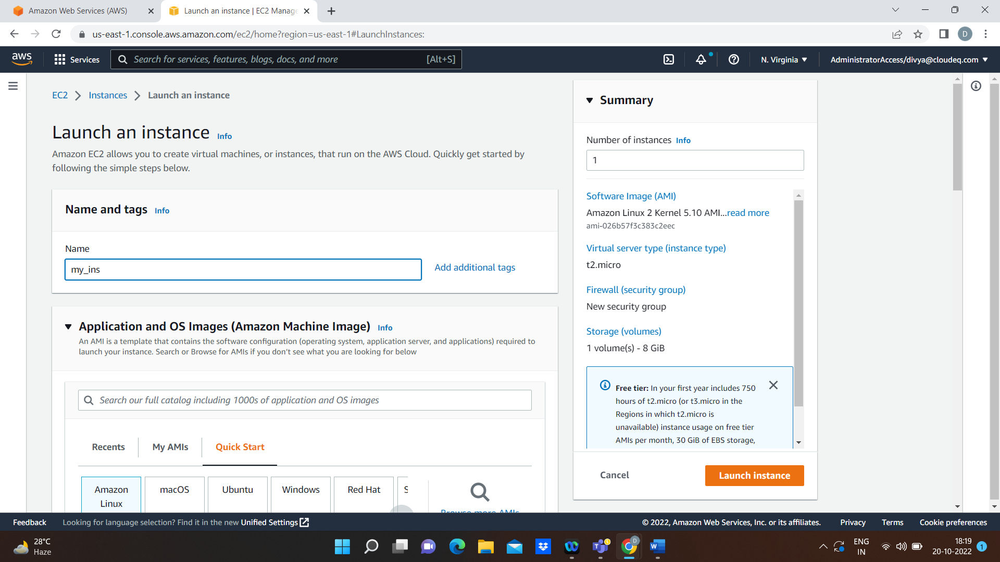 Amazon Web Services (AWS)
Launch an instance | EC2 Manage
us-east-1.console.aws.amazon.com/ec2/home?region=us-east-1#LaunchInstances:
D
aws
Services
Search for services, features, blogs, docs, and more
[Alt+S]
N. Virginia
AdministratorAccess/divya@cloudeq.com
EC2
Instances
Launch an instance
Launch an instance Info
Amazon EC2 allows you to create virtual machines, or instances, that run on the AWS Cloud. Quickly get started by
following the simple steps below.
Name and tags Info
Name
my_ins
Add additional tags
Application and OS Images (Amazon Machine Image) Info
An AMI is a template that contains the software configuration (operating system, application server, and applications) required to
launch your instance. Search or Browse for AMIs if you don't see what you are looking for below
Search our full catalog including 1000s of application and OS images
Recents
My AMIs
Quick Start
Amazon
Linux
macOS
Ubuntu
Windows
Red Hat
S
Browse more AMIs
Summary
Number of instances Info
1
Software Image (AMI)
Amazon Linux 2 Kernel 5.10 AMI...read more
ami-026b57f3c383c2eec
Virtual server type (instance type)
t2.micro
Firewall (security group)
New security group
Storage (volumes)
1 volume(s) - 8 GiB
Free tier: In your first year includes 750
hours of t2.micro (or t3.micro in the
Regions in which t2.micro is
unavailable) instance usage on free tier
AMIs per month, 30 GiB of EBS storage,
Cancel
Launch instance
Feedback
Looking for language selection? Find it in the new Unified Settings
© 2022, Amazon Web Services, Inc. or its affiliates.
Privacy
Terms
Cookie preferences
28°C
Haze
ENG
IN
18:19
20-10-2022
1